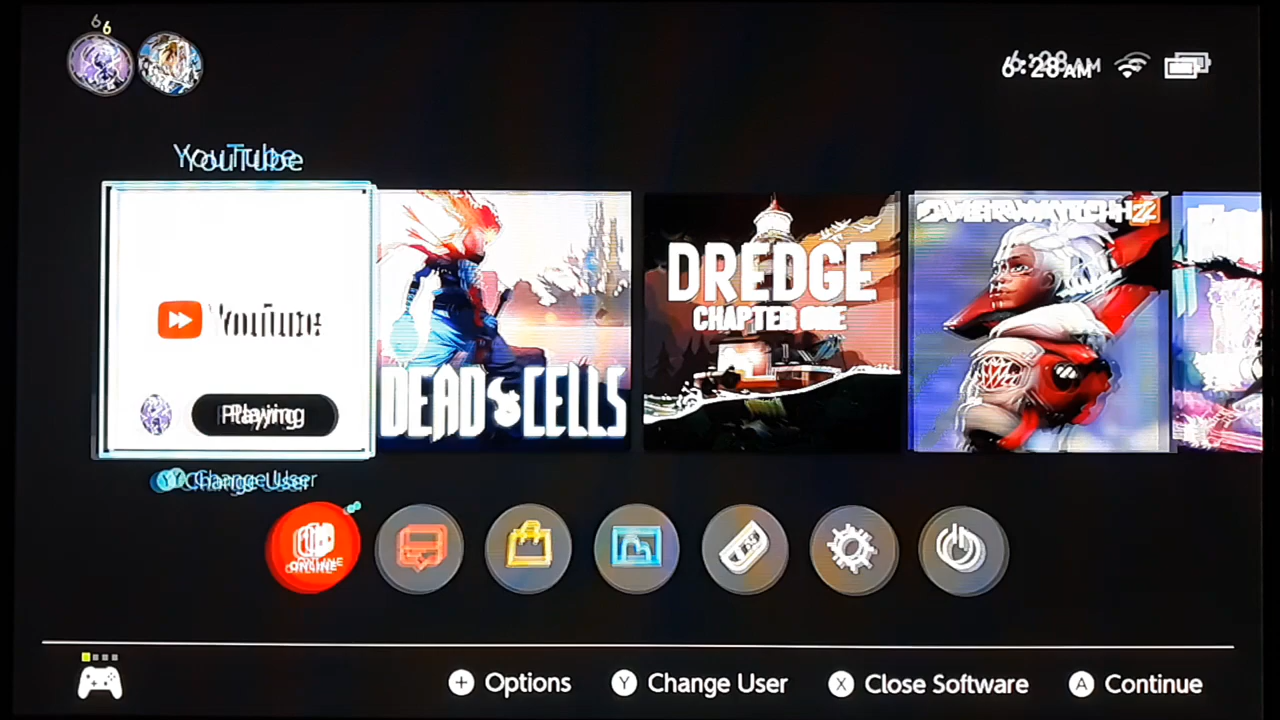 6
6:28 AM
YouTube
YouTube
Playing
DEAD CELLS
DREDGE
CHAPTER ONE
OVERWATCH 2
Change User
ONLINE
Options
Change User
Close Software
Continue